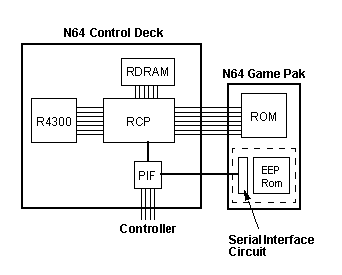 N64 Control Deck
RDRAM
N64 Game Pak
R4300
RCP
ROM
PIF
EEP
Rom
Controller
Serial Interface
Circuit